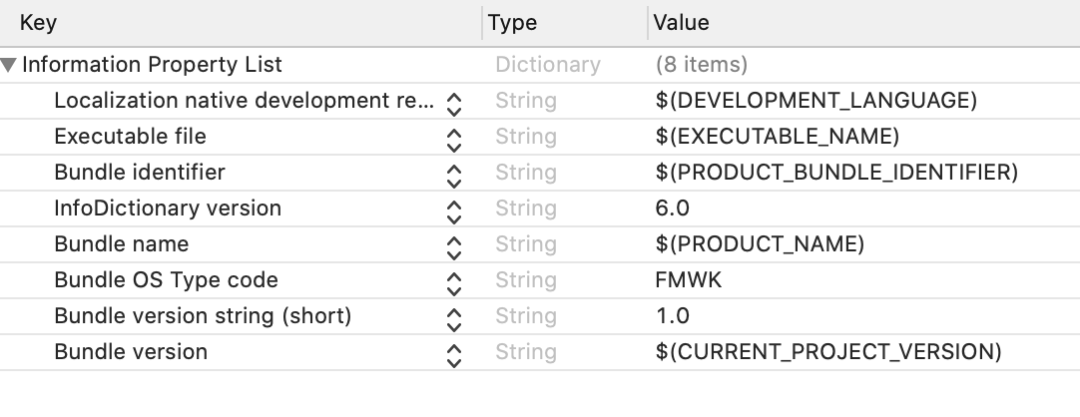 Key Type Value
Information Property List Dictionary (8 items)
Localization native development re... String $(DEVELOPMENT_LANGUAGE)
Executable file String $(EXECUTABLE_NAME)
Bundle identifier String $(PRODUCT_BUNDLE_IDENTIFIER)
InfoDictionary version String 6.0
Bundle name String $(PRODUCT_NAME)
Bundle OS Type code String FMWK
Bundle version string (short) String 1.0
Bundle version String $(CURRENT_PROJECT_VERSION)